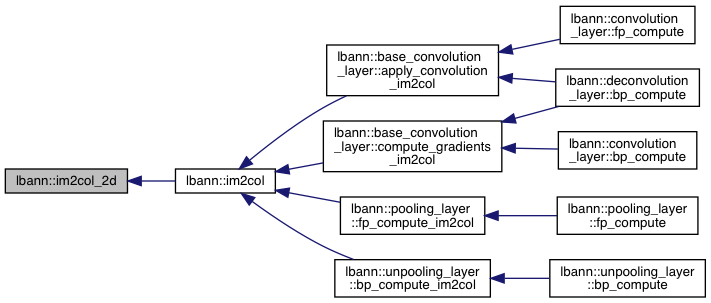 lbann::im2col_2d
lbann::im2col
lbann::base_convolution
_layer::apply_convolution
_im2col
lbann::base_convolution
_layer::compute_gradients
_im2col
lbann::pooling_layer
::fp_compute_im2col
lbann::unpooling_layer
::bp_compute_im2col
lbann::convolution
_layer::fp_compute
lbann::deconvolution
_layer::bp_compute
lbann::convolution
_layer::bp_compute
lbann::pooling_layer
::fp_compute
lbann::unpooling_layer
::bp_compute